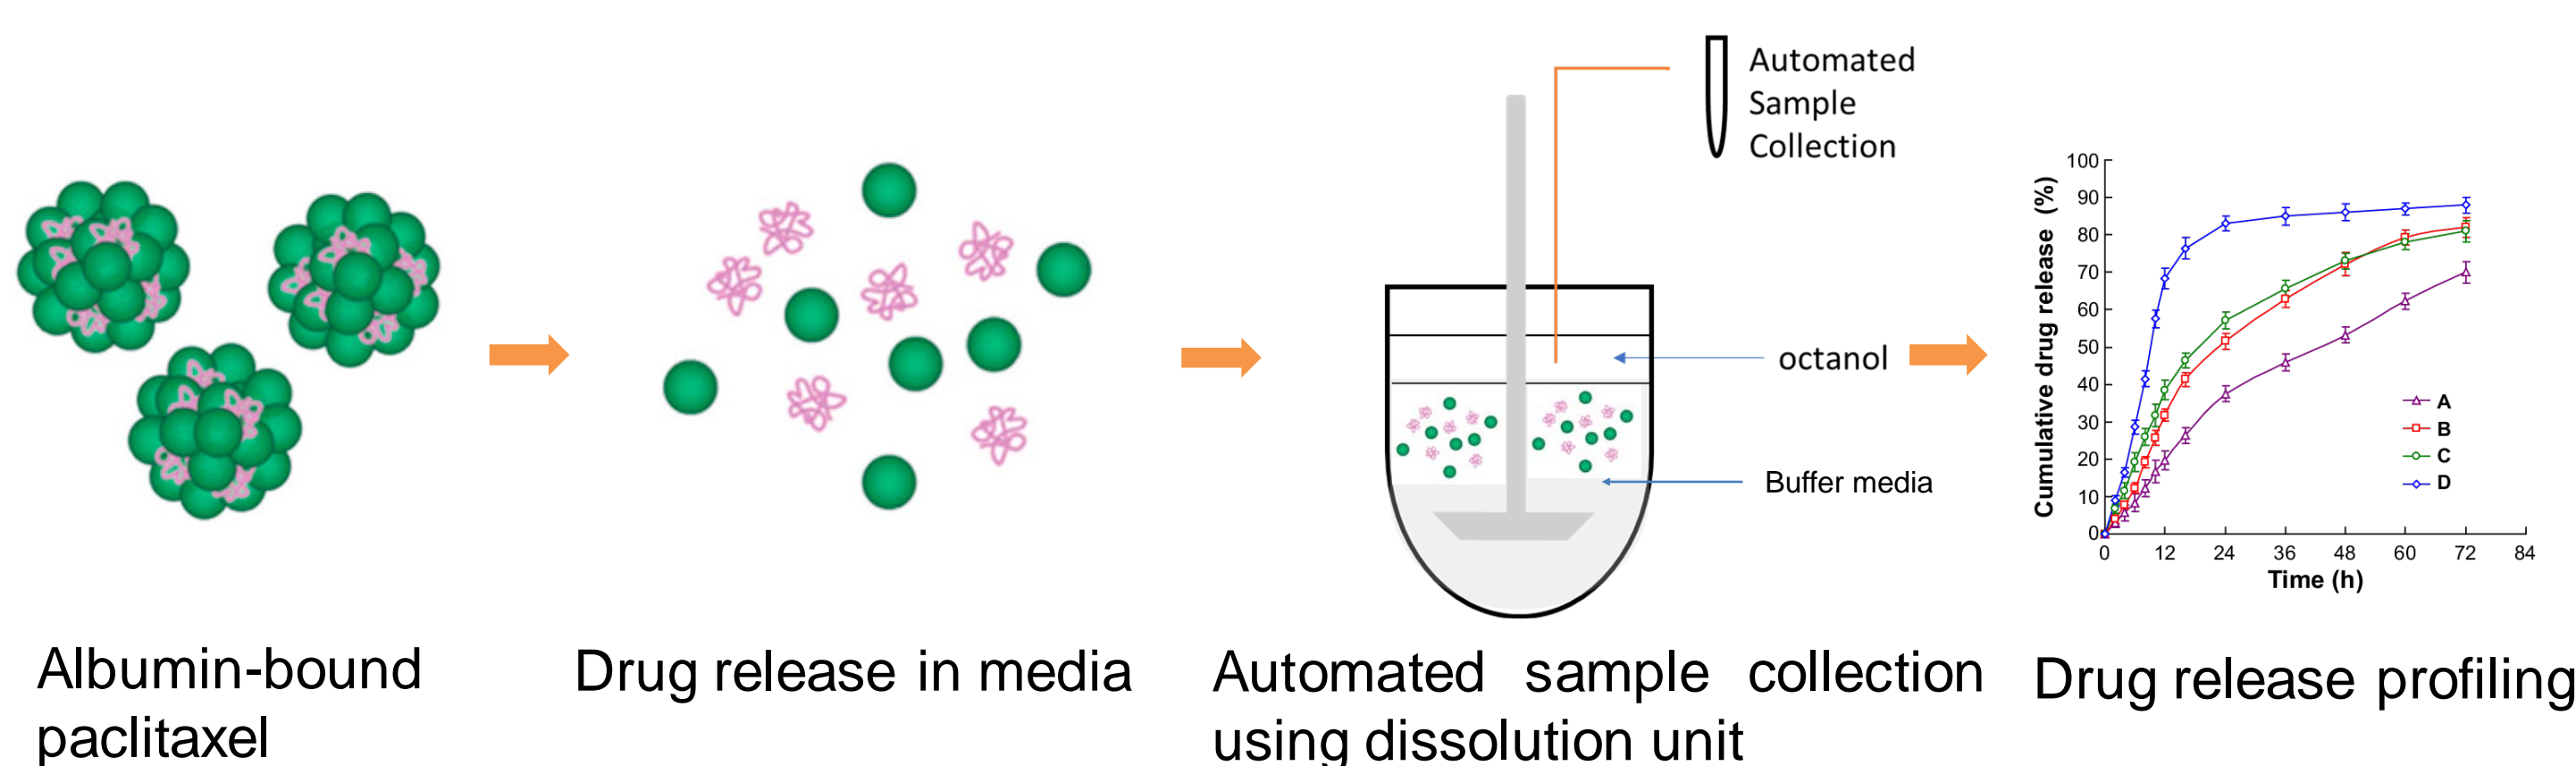 Automated
Sample
Collection
octanol
Buffer media
Cumulative drug release (%)
100
90
80
70
60
50
40
30
20
10
0
0 12 24 36 48 60 72 84
Time (h)
A
B
C
D
Albumin-bound
paclitaxel
Drug release in media
Automated sample collection
using dissolution unit
Drug release profiling